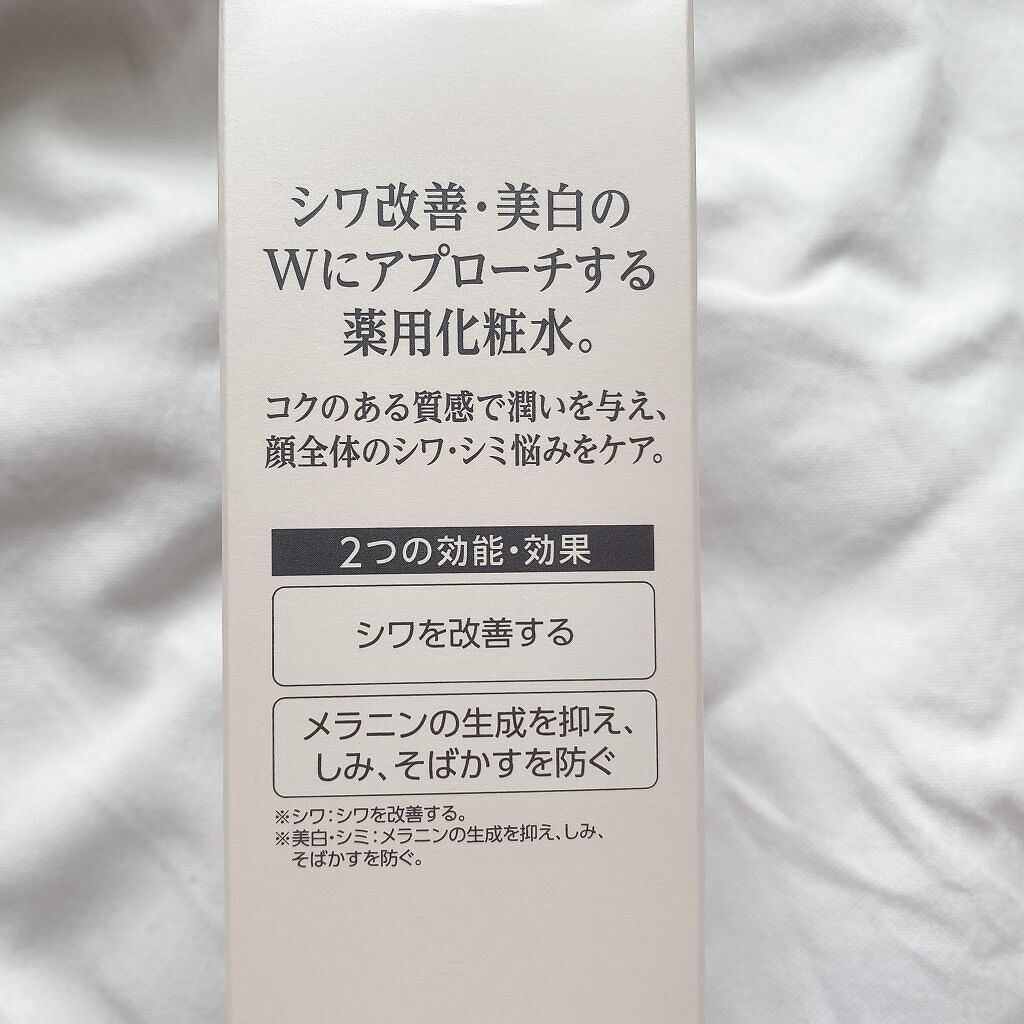 シワ改善・美白の
Wにアプローチする
薬用化粧水。
コクのある質感で潤いを与え、
顔全体のシワ・シミ悩みをケア。
2つの効能・効果
シワを改善する
メラニンの生成を抑え、
しみ、そばかすを防ぐ
※シワ：シワを改善する。
※美白・シミ：メラニンの生成を抑え、しみ、
そばかすを防ぐ。